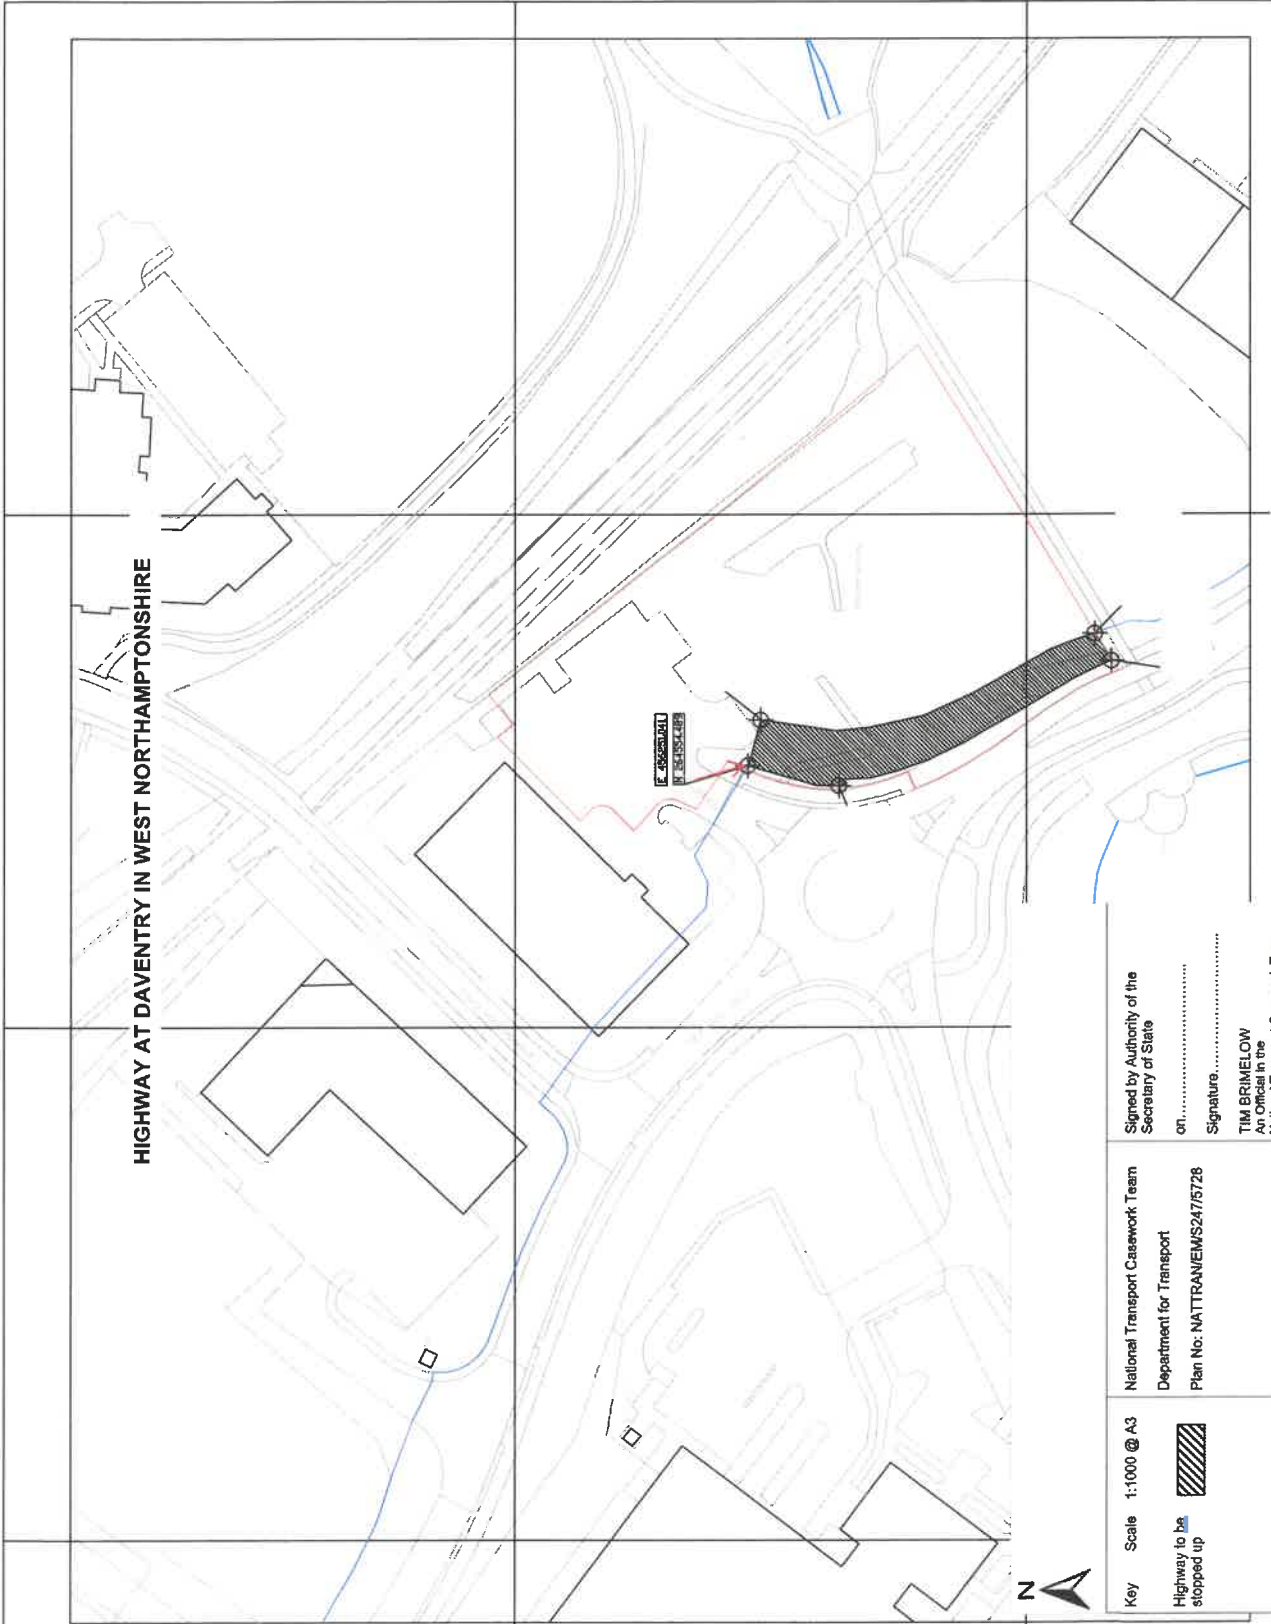 HIGHWAY AT DAVENTRY IN WEST NORTHAMPTONSHIRE
N
Key Scale 1:1000 @ A3
Highway to be
stopped up
National Transport Casework Team
Department for Transport
Plan No: NATTRAN/EM/S247/5728
Signed by Authority of the
Secretary of State
on..............................
Signature..............................
TIM BRIMELOW
An Official in the